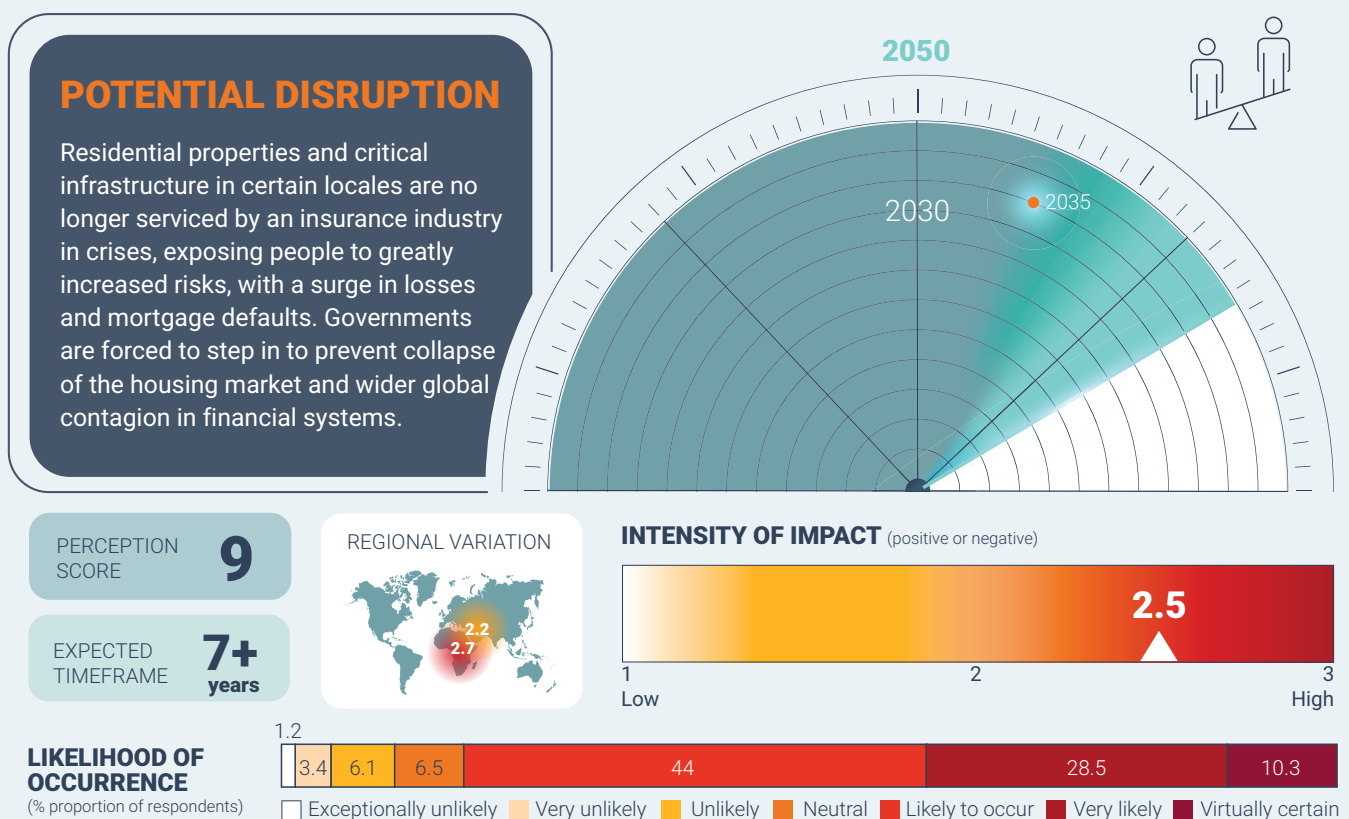 POTENTIAL DISRUPTION
Residential properties and critical
infrastructure in certain locales are no
longer serviced by an insurance industry
in crises, exposing people to greatly
increased risks, with a surge in losses
and mortgage defaults. Governments
are forced to step in to prevent collapse
of the housing market and wider global
contagion in financial systems.
2050
2030
2035
PERCEPTION
SCORE
9
EXPECTED
TIMEFRAME
7+
years
REGIONAL VARIATION
2.2
2.7
INTENSITY OF IMPACT (positive or negative)
2.5
1 2 3
Low High
LIKELIHOOD OF
OCCURRENCE
(% proportion of respondents)
1.2
3.4 6.1 6.5 44 28.5 10.3
Exceptionally unlikely Very unlikely Unlikely Neutral Likely to occur Very likely Virtually certain